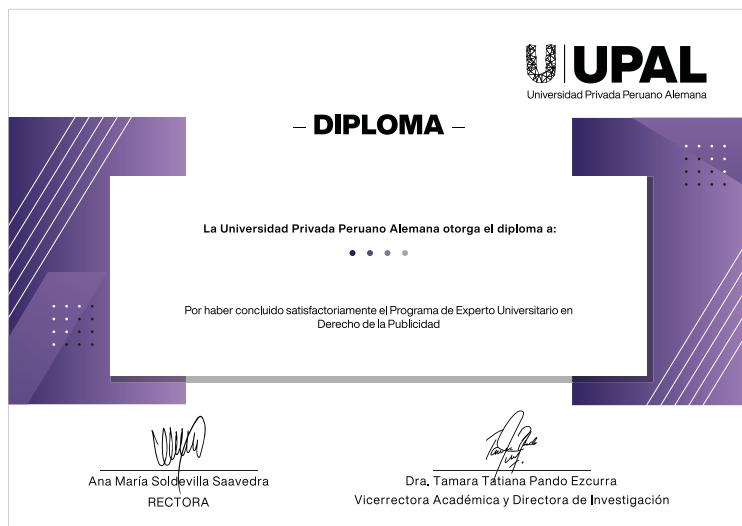 UPAL
Universidad Privada Peruano Alemana
– DIPLOMA –
La Universidad Privada Peruano Alemana otorga el diploma a:
Por haber concluido satisfactoriamente el Programa de Experto Universitario en
Derecho de la Publicidad
Ana María Soldevilla Saavedra
RECTORA
Dra. Tamara Tatiana Pando Ezcurra
Vicerrectora Académica y Directora de Investigación